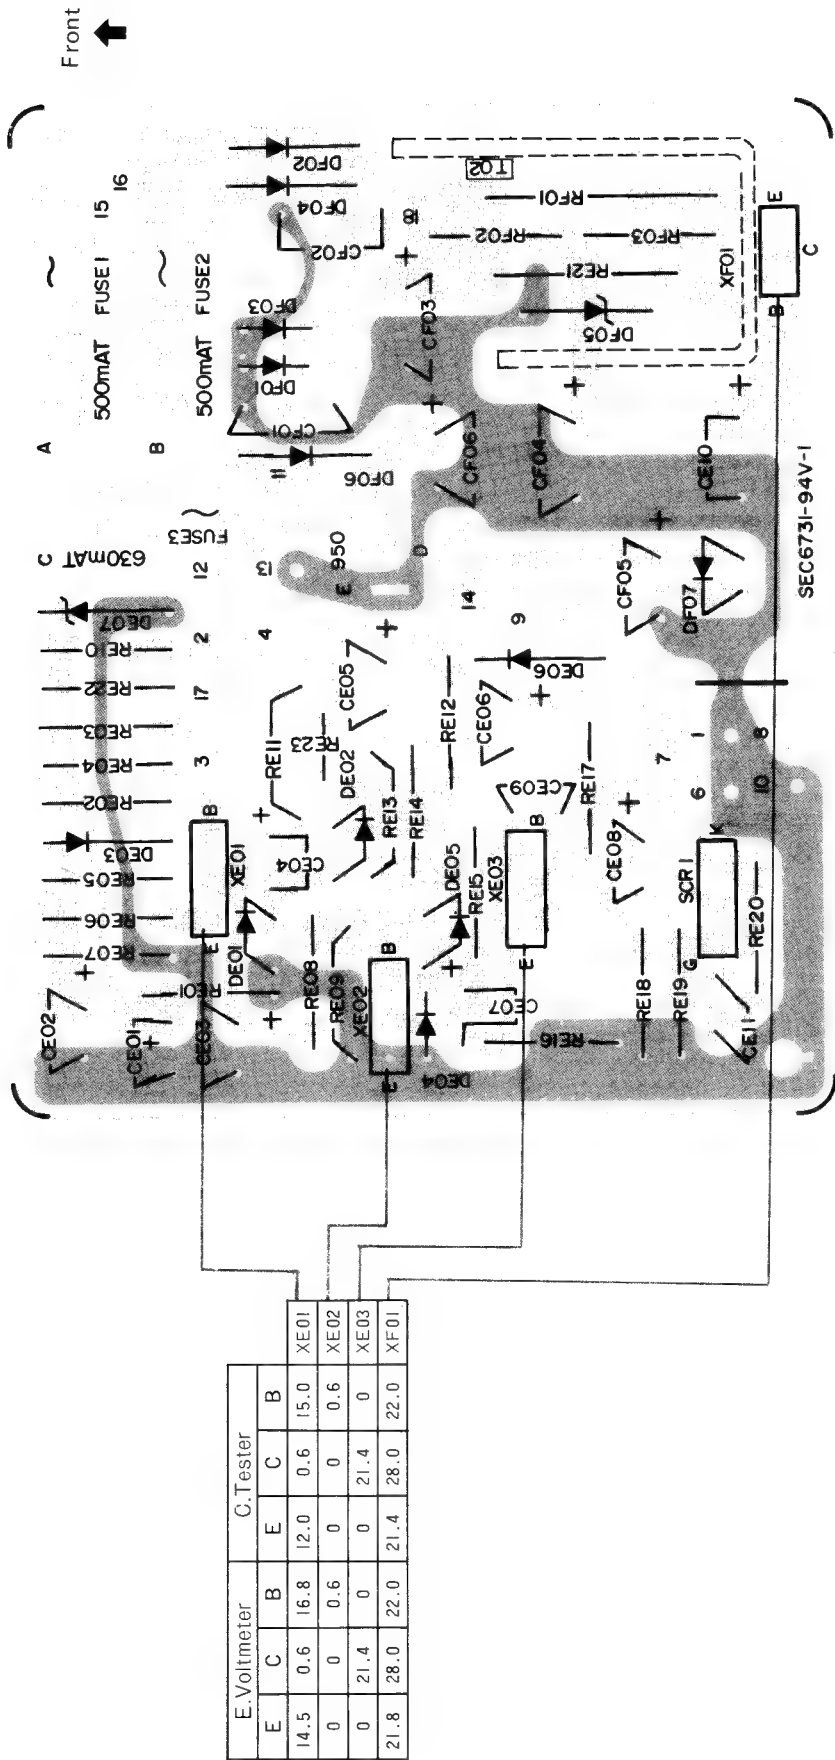 Front
A
B
C
500mAT FUSE1
500mAT FUSE2
630mAT
FUSE3
15
16
12
13
11
18
2
4
17
3
14
9
950
E
D
DF02
DF04
CF02
DF03
DF01
CF01
DF06
CF03
CF06
CF04
T02
RF01
RF02
RF03
RE21
DF05
XF01
E
C
B
CE10
SEC6731-94V-1
CF05
DF07
DE07
RE10
RE22
RE03
RE04
RE02
DE03
RE05
RE06
RE07
RE01
CE02
CE01
CE03
B
XE01
E
DE01
RE11
RE23
CE04
CE05
DE02
RE13
RE14
RE12
RE08
RE09
XE02
B
E
DE04
DE05
RE15
XE03
B
E
CE07
CE06
DE06
CE09
RE17
CE08
RE16
RE18
RE19
SCR1
K
G
RE20
CE11
7
1
6
8
10
E.Voltmeter C.Tester
E C B E C B
14.5 0.6 16.8 12.0 0.6 15.0 XE01
0 0 0.6 0 0 0.6 XE02
0 21.4 0 0 21.4 0 XE03
21.8 28.0 22.0 21.4 28.0 22.0 XF01